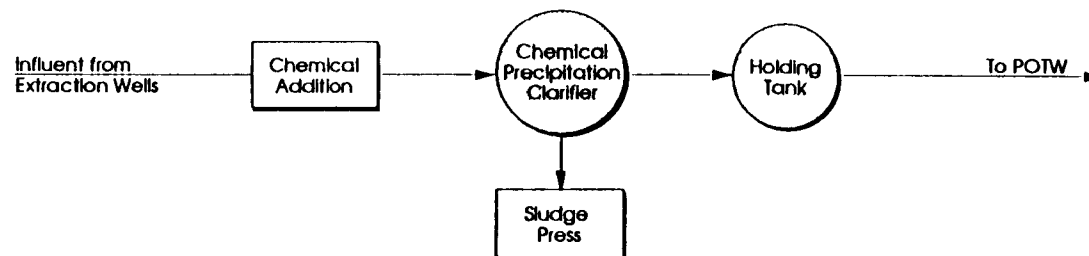 Influent from
Extraction Wells
Chemical
Addition
Chemical
Precipitation
Clarifier
Holding
Tank
To POTW
Sludge
Press